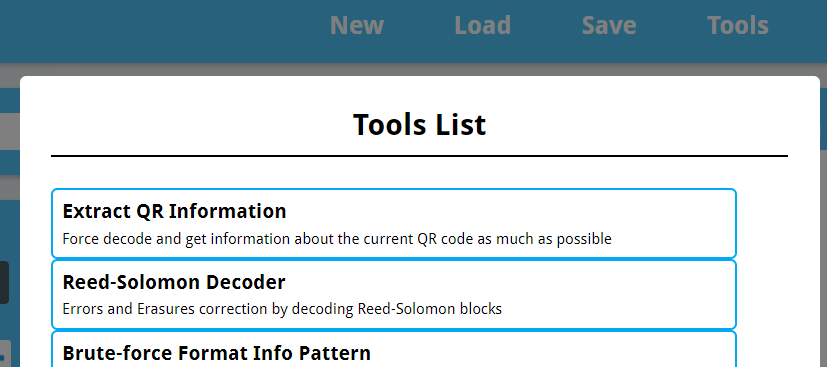 New Load Save Tools
Tools List
Extract QR Information
Force decode and get information about the current QR code as much as possible
Reed-Solomon Decoder
Errors and Erasures correction by decoding Reed-Solomon blocks
Brute-force Format Info Pattern